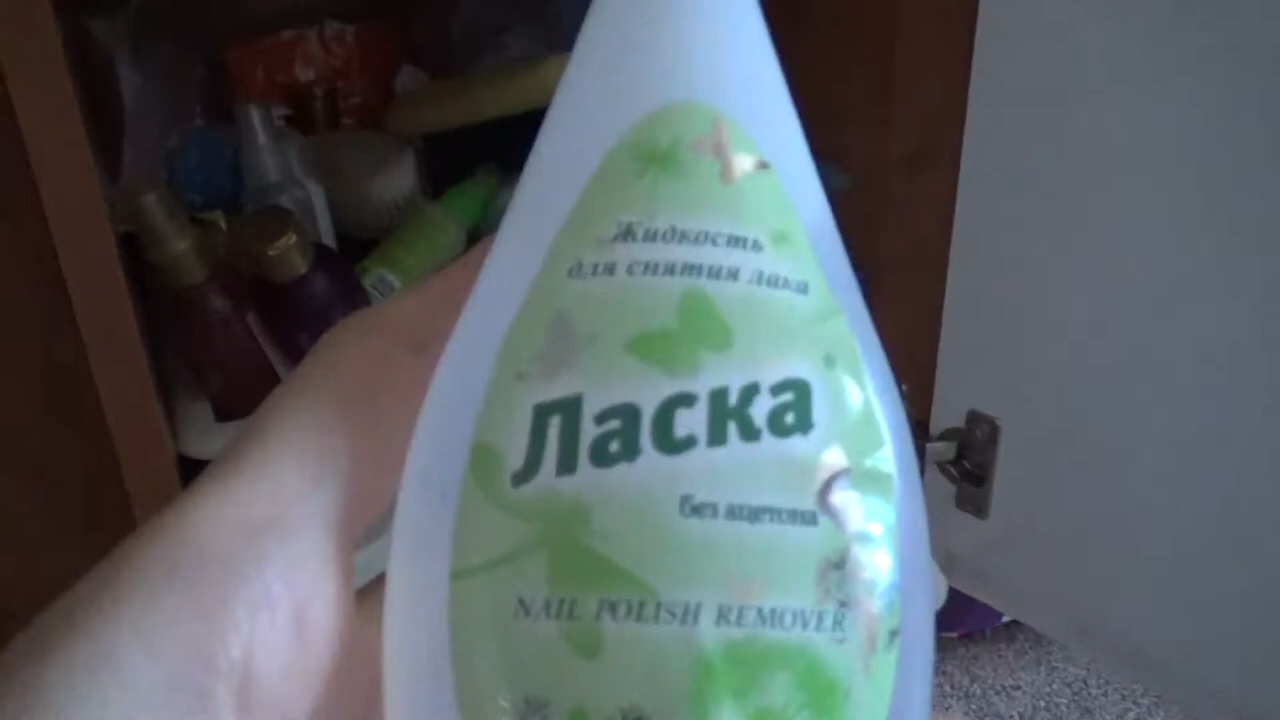 Жидкость
для снятия лака
Ласка
без ацетона
NAIL POLISH REMOVER